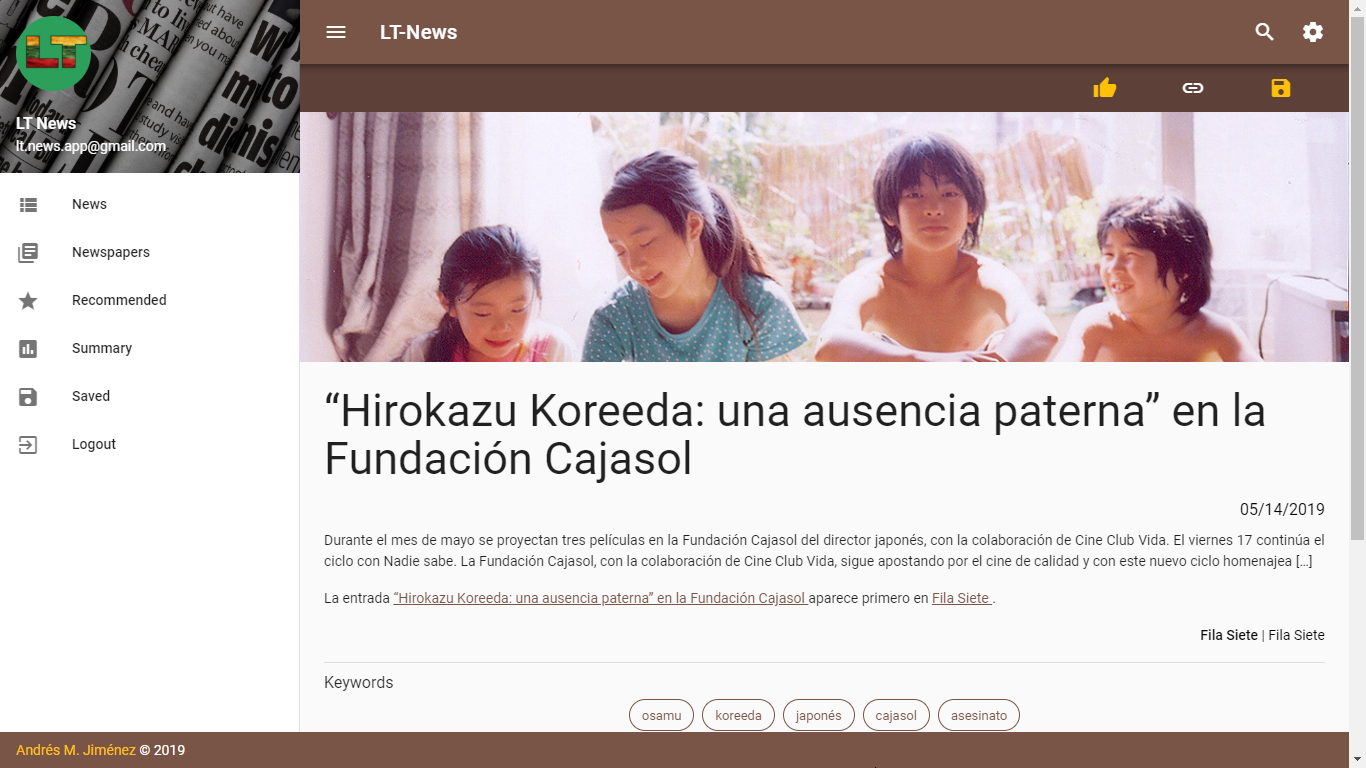 LT
LT News
lt.news.app@gmail.com
News
Newspapers
Recommended
Summary
Saved
Logout
LT-News
“Hirokazu Koreeda: una ausencia paterna” en la
Fundación Cajasol
05/14/2019
Durante el mes de mayo se proyectan tres películas en la Fundación Cajasol del director japonés, con la colaboración de Cine Club Vida. El viernes 17 continúa el
ciclo con Nadie sabe. La Fundación Cajasol, con la colaboración de Cine Club Vida, sigue apostando por el cine de calidad y con este nuevo ciclo homenajea [...]
La entrada “Hirokazu Koreeda: una ausencia paterna” en la Fundación Cajasol aparece primero en Fila Siete .
Fila Siete | Fila Siete
Keywords
osamu koreeda japonés cajasol asesinato
Andrés M. Jiménez © 2019